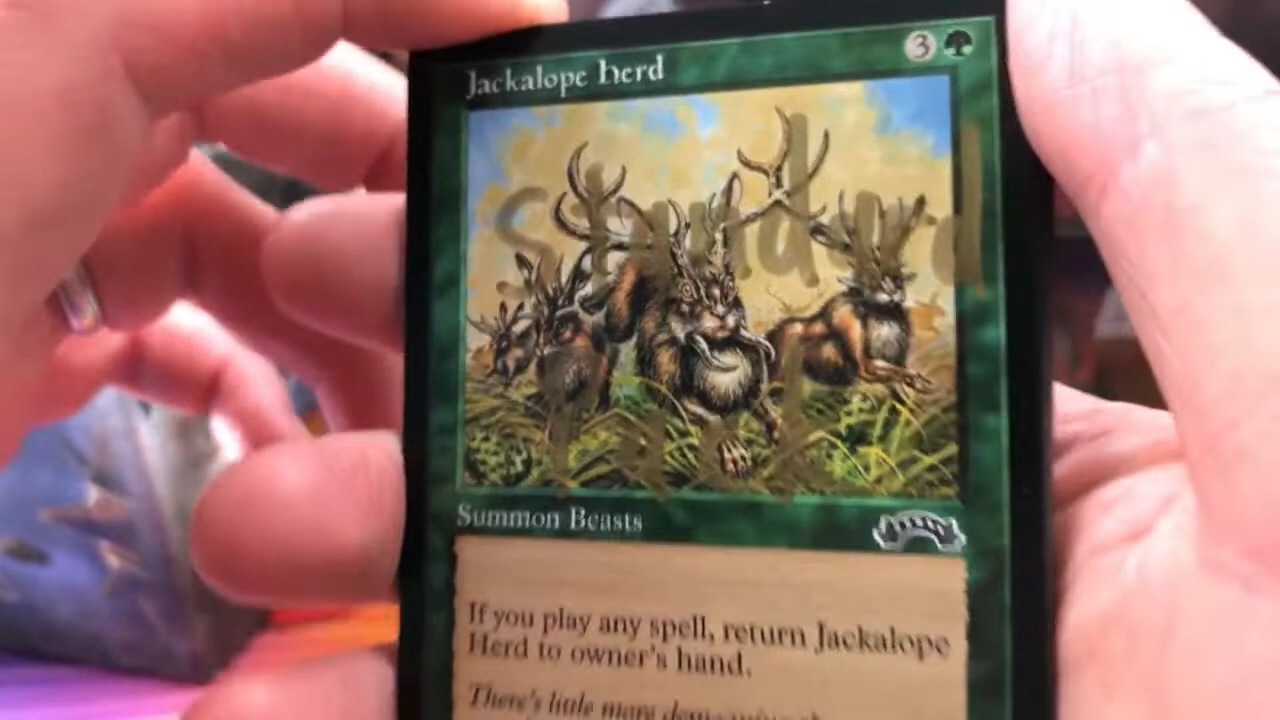 Jackalope Herd
3
Standard
Summon Beasts
If you play any spell, return Jackalope
Herd to owner's hand.
There's little more